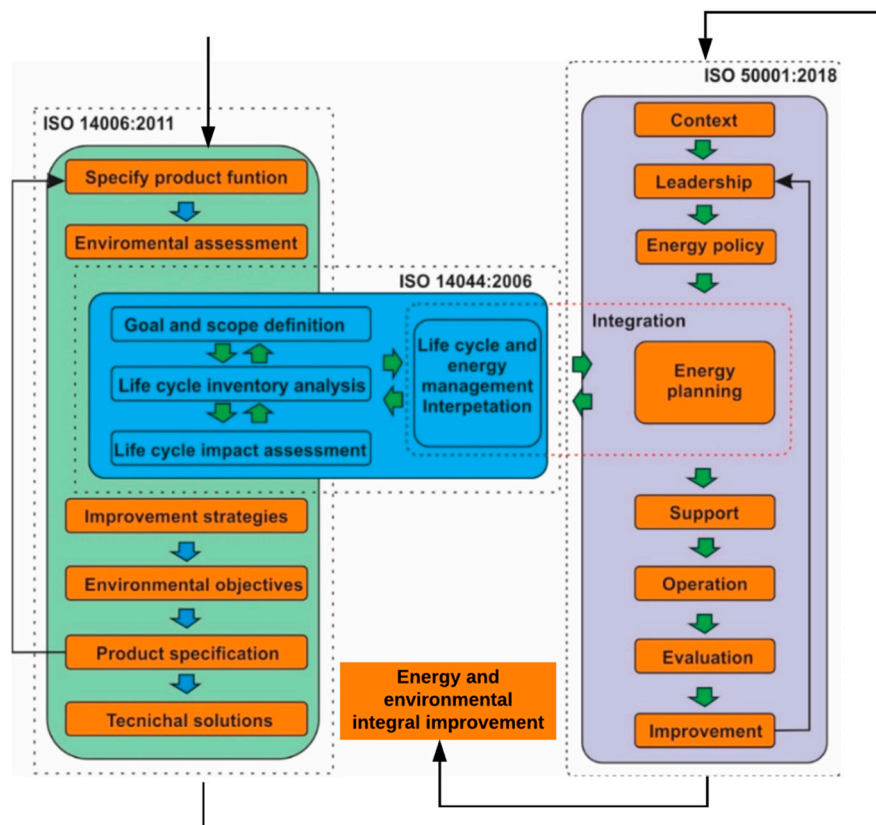 ISO 14006:2011
Specify product funtion
Enviromental assessment
ISO 14044:2006
Goal and scope definition
Life cycle inventory analysis
Life cycle impact assessment
Life cycle and
energy
management
Interpetation
Improvement strategies
Environmental objectives
Product specification
Tecnichal solutions
Energy and
environmental
integral improvement
ISO 50001:2018
Context
Leadership
Energy policy
Integration
Energy
planning
Support
Operation
Evaluation
Improvement